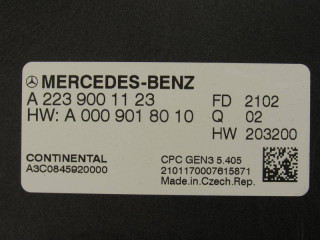 MERCEDES-BENZ
A 223 900 11 23 FD 2102
HW: A 000 901 80 10 Q 02
HW 203200
CONTINENTAL CPC GEN3 5.405
A3C0845920000 2101170007615871
Made.in.Czech.Rep.